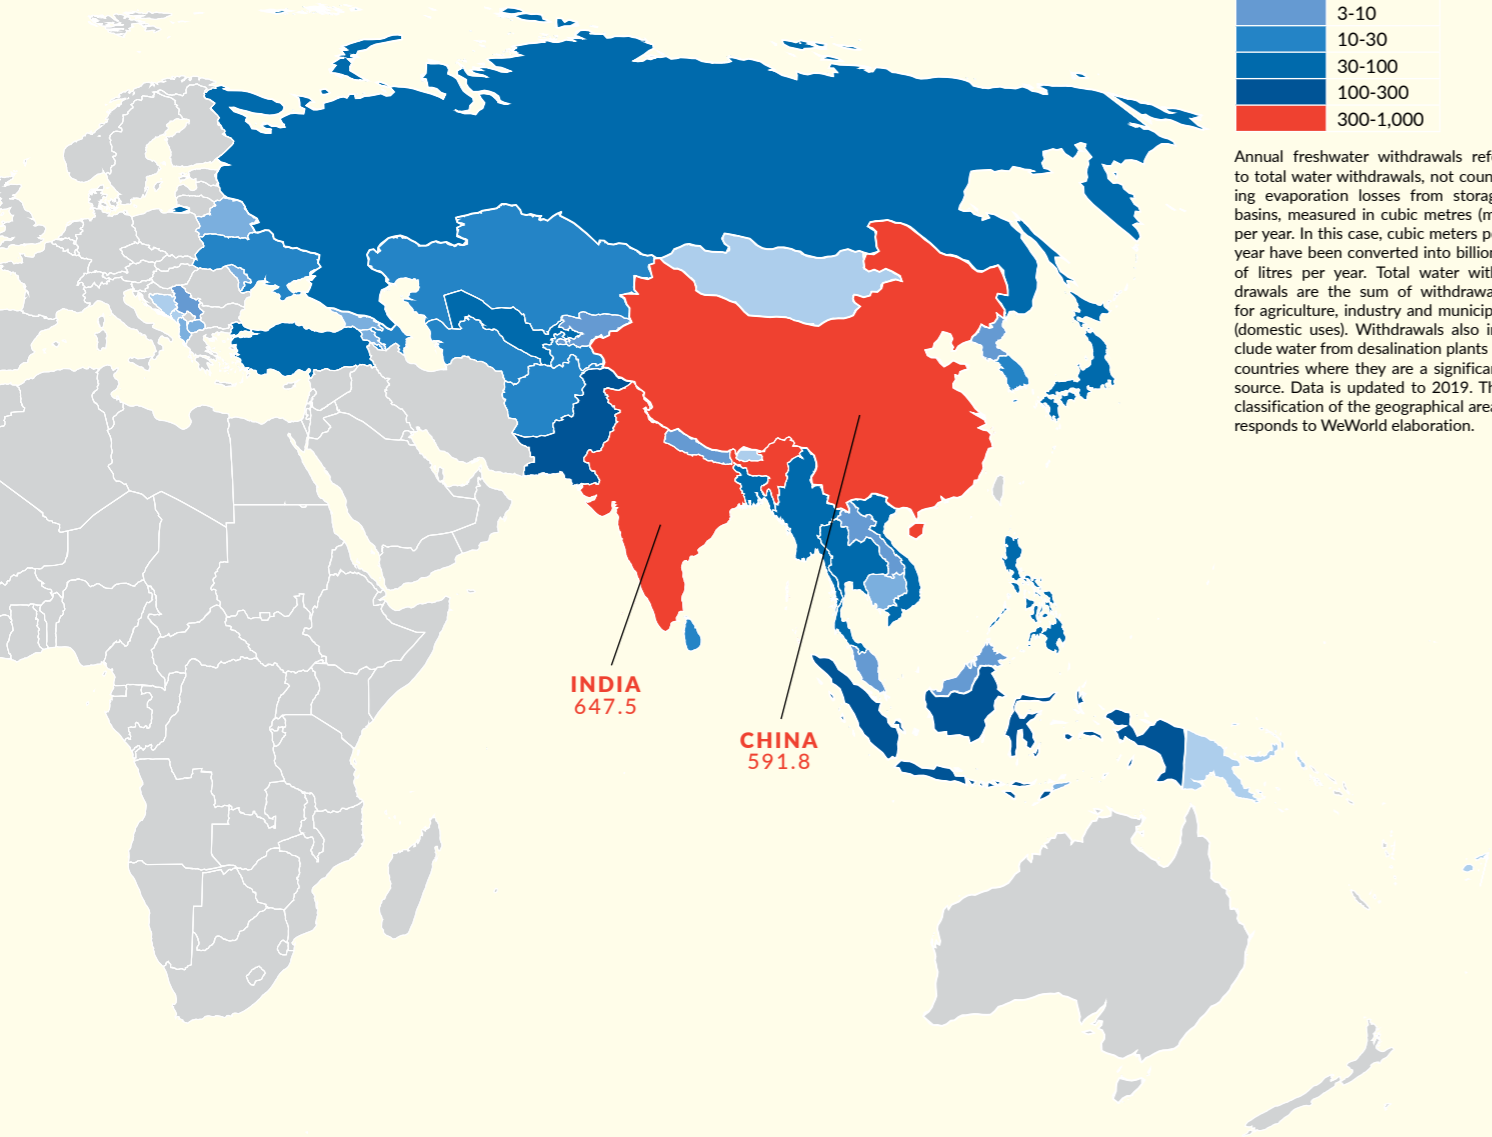 3-10
10-30
30-100
100-300
300-1,000
Annual freshwater withdrawals
to total water withdrawals, not
ing evaporation losses from
basins, measured in cubic metres
per year. In this case, cubic meters
year have been converted into
of litres per year. Total water
drawals are the sum of
for agriculture, industry and
(domestic uses). Withdrawals also
clude water from desalination plants
countries where they are a
source. Data is updated to 2019.
classification of the geographical
responds to WeWorld elaboration.
INDIA
647.5
CHINA
591.8